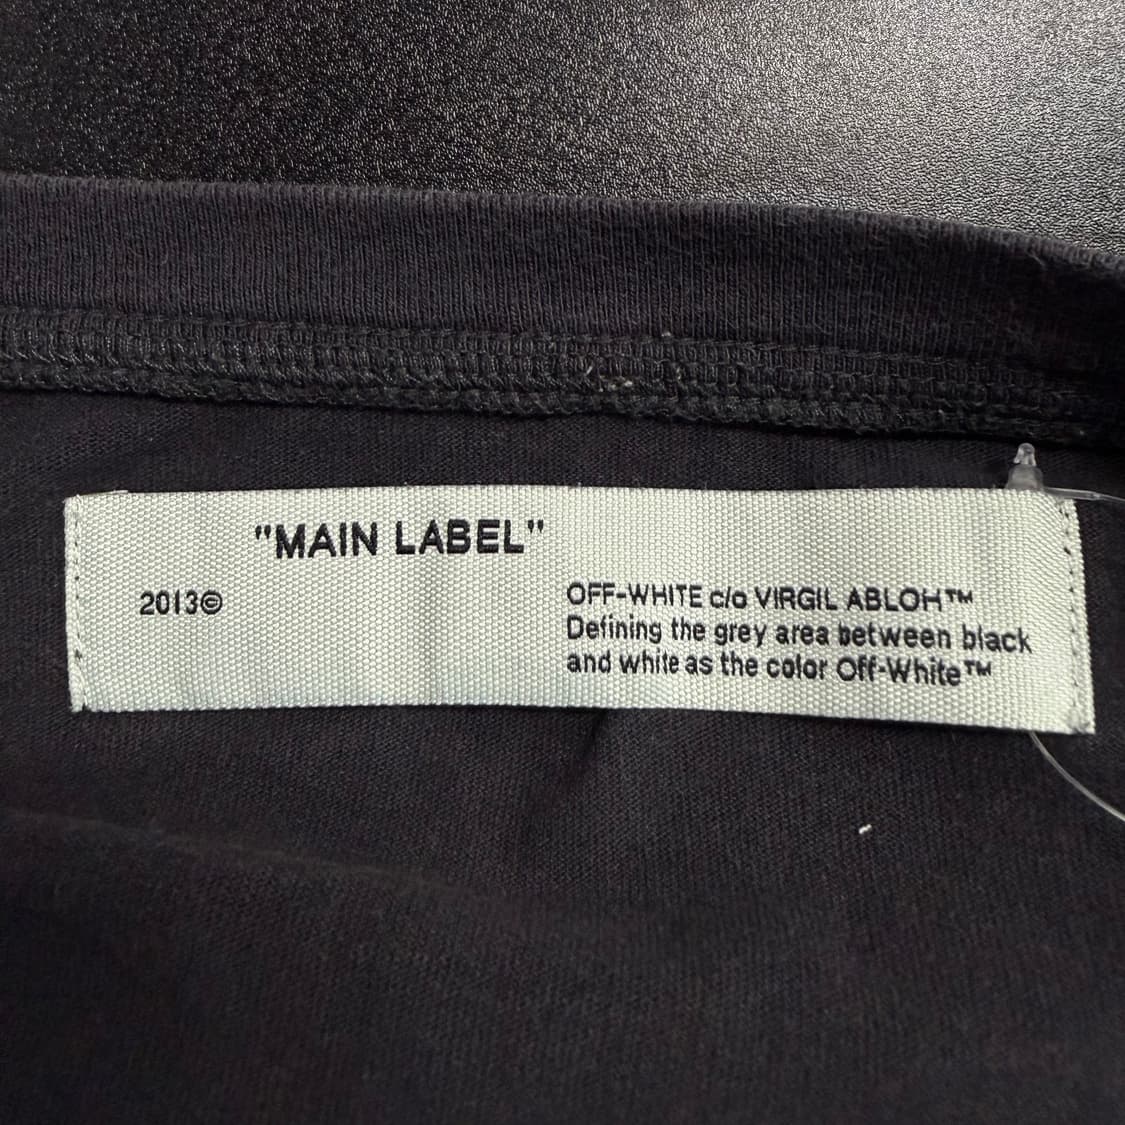 "MAIN LABEL"
2013©
OFF-WHITE c/o VIRGIL ABLOH™
Defining the grey area between black
and white as the color Off-White™